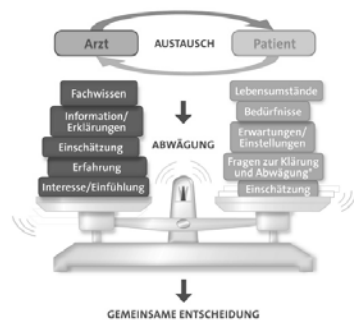 Arzt
AUSTAUSCH
Patient
Fachwissen
Information/
Erklärungen
Einschätzung
Erfahrung
Interesse/Einfühlung
ABWÄGUNG
Lebensumstände
Bedürfnisse
Erwartungen/
Einstellungen
Fragen zur Klärung
und Abwägung*
Einschätzung
GEMEINSAME ENTSCHEIDUNG